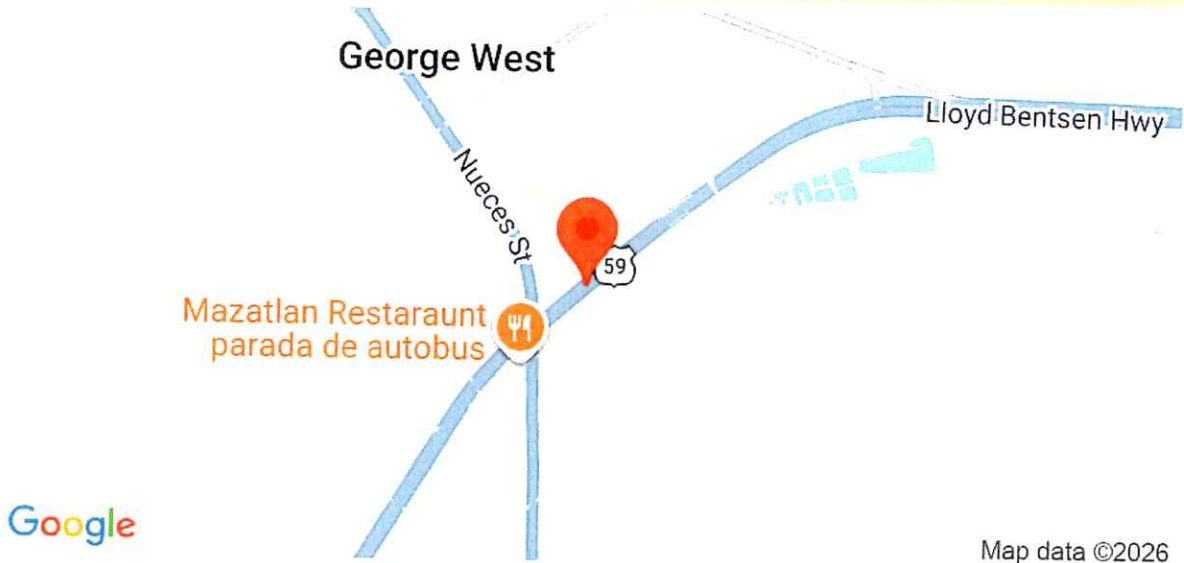 George West
Lloyd Bentsen Hwy
Nueces St
59
Mazatlan Restaraunt
parada de autobus
Google
Map data ©2026